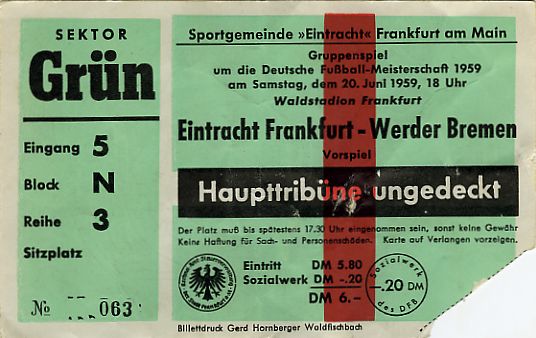 SEKTOR
Grün
Eingang 5
Block N
Reihe 3
Sitzplatz
No 063
Sportgemeinde »Eintracht« Frankfurt am Main
Gruppenspiel
um die Deutsche Fußball-Meisterschaft 1959
am Samstag, dem 20. Juni 1959, 18 Uhr
Waldstadion Frankfurt
Eintracht Frankfurt - Werder Bremen
Vorspiel
Haupttribüne ungedeckt
Der Platz muß bis spätestens 17.30 Uhr eingenommen sein, sonst keine Gewähr
Keine Haftung für Sach- und Personenschäden. Karte auf Verlangen vorzeigen.
Eintritt DM 5.80
Sozialwerk DM -.20
DM 6.-
Sozialwerk
-.20 DM
des DFB
Billettdruck Gerd Hornberger Waldfischbach